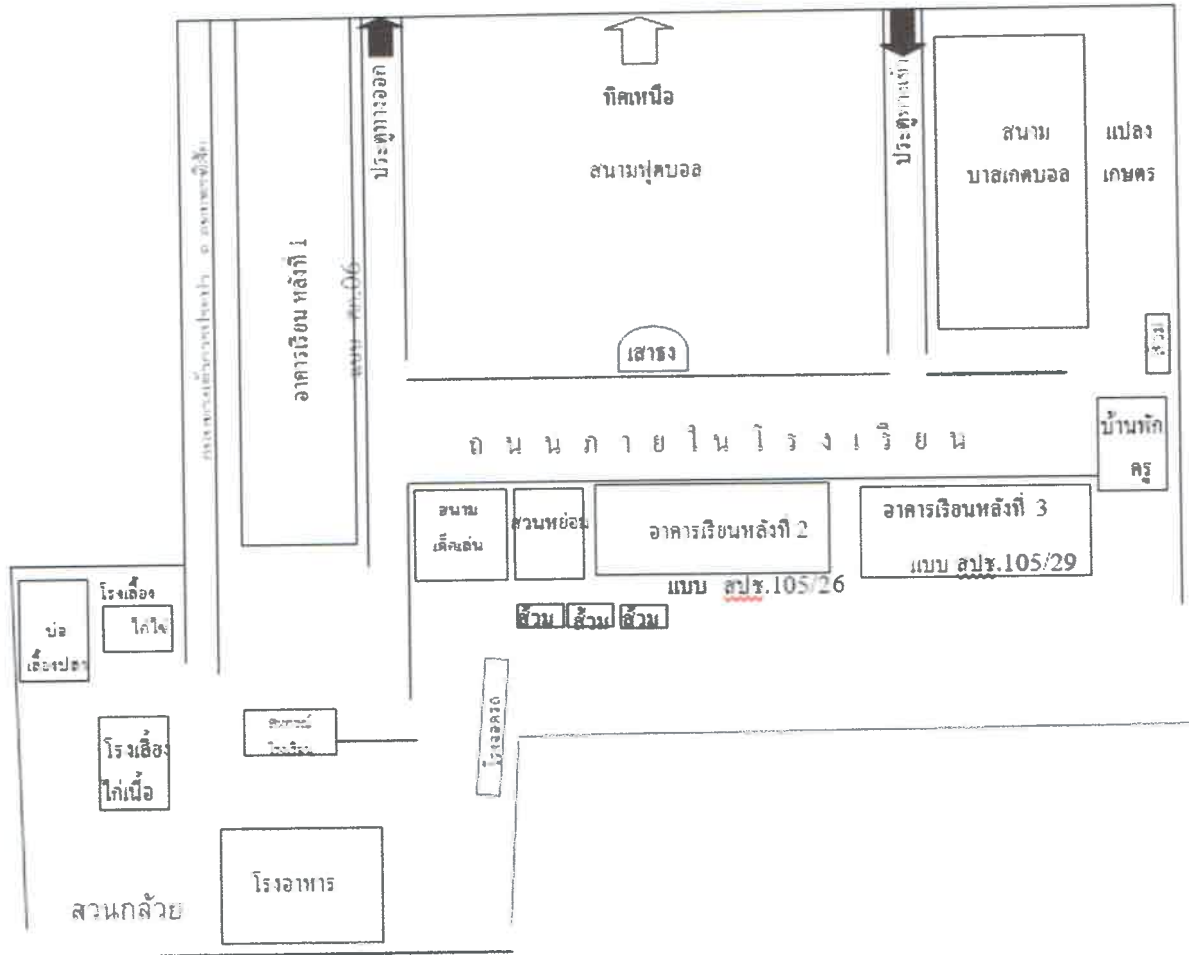 ทิศเหนือ
สนามฟุตบอล
ประตูทางออก
ประตูทางเข้า
สนาม
บาสเกตบอล
แปลง
เกษตร
อาคารเรียน หลังที่ 1
แบบ
เสาธง
ส้วม
บ้านพัก
ครู
ถนนภายในโรงเรียน
สนาม
เด็กเล่น
สวนหย่อม
อาคารเรียนหลังที่ 2
แบบ สปช.105/26
อาคารเรียนหลังที่ 3
แบบ สปช.105/29
ส้วม ส้วม ส้วม
โรงเลี้ยง
ไก่ไข่
บ่อ
เลี้ยงปลา
โรงเลี้ยง
ไก่เนื้อ
โรงจอดรถ
โรงอาหาร
สวนกล้วย